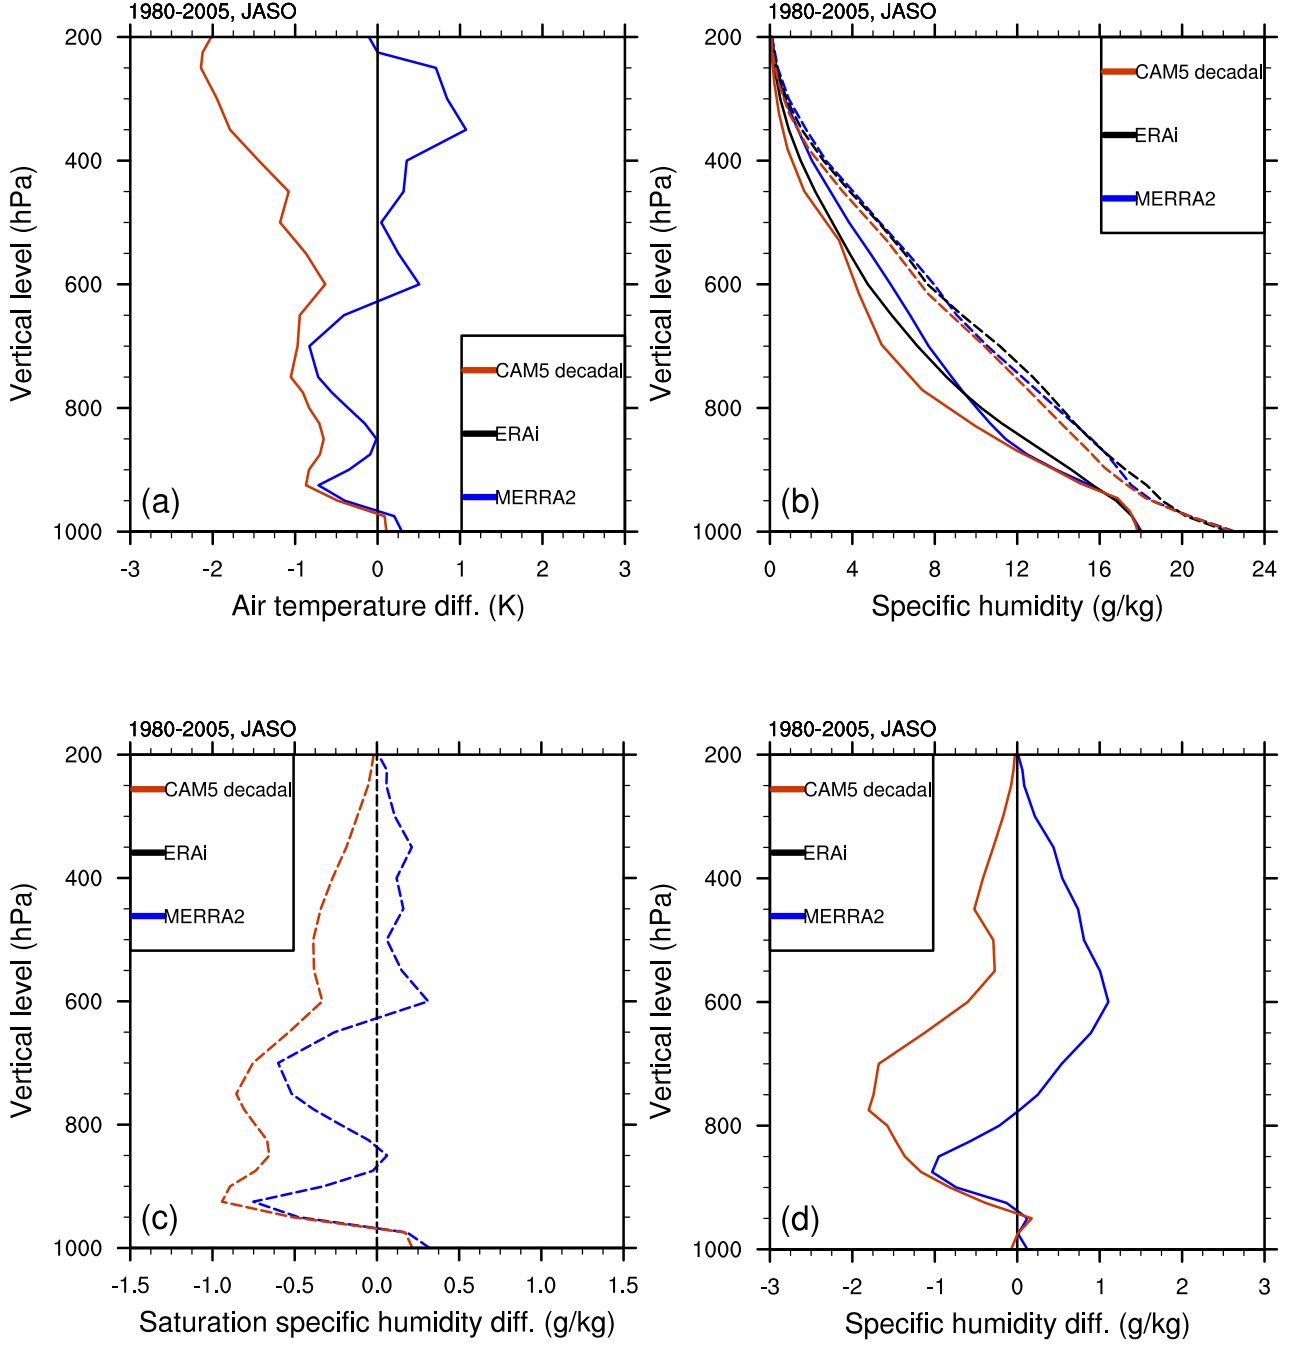 1980-2005, JASO
200
400
600
800
1000
Vertical level (hPa)
CAM5 decadal
ERAi
MERRA2
(a)
-3 -2 -1 0 1 2 3
Air temperature diff. (K)
1980-2005, JASO
200
400
600
800
1000
Vertical level (hPa)
CAM5 decadal
ERAi
MERRA2
(b)
0 4 8 12 16 20 24
Specific humidity (g/kg)
1980-2005, JASO
200
400
600
800
1000
Vertical level (hPa)
CAM5 decadal
ERAi
MERRA2
(c)
-1.5 -1.0 -0.5 0.0 0.5 1.0 1.5
Saturation specific humidity diff. (g/kg)
1980-2005, JASO
200
400
600
800
1000
Vertical level (hPa)
CAM5 decadal
ERAi
MERRA2
(d)
-3 -2 -1 0 1 2 3
Specific humidity diff. (g/kg)